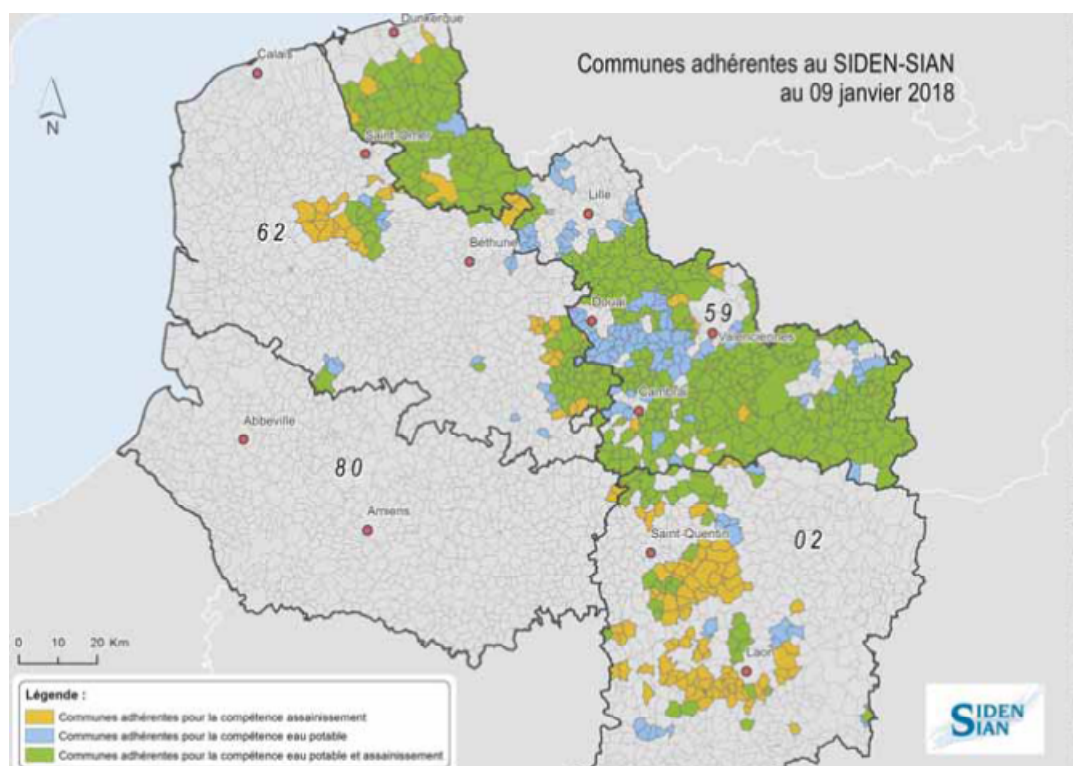 Dunkerque
Calais
Communes adhérentes au SIDEN-SIAN
au 09 janvier 2018
N
Saint-Omer
Lille
62
Béthune
Douai
59
Valenciennes
Cambrai
Abbeville
80
Amiens
Saint-Quentin
02
0 10 20 Km
Laon
Légende :
Communes adhérentes pour la compétence assainissement
Communes adhérentes pour la compétence eau potable
Communes adhérentes pour la compétence eau potable et assainissement
SIDEN
SIAN